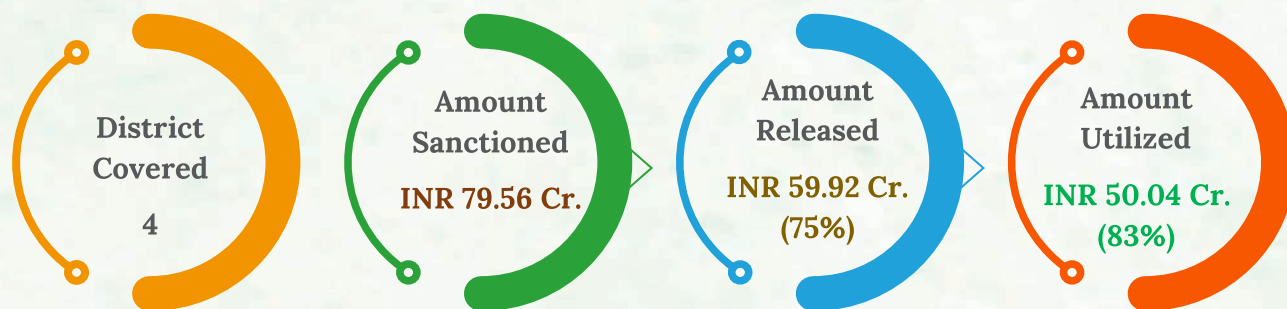 District
Covered
4
Amount
Sanctioned
INR 79.56 Cr.
Amount
Released
INR 59.92 Cr.
(75%)
Amount
Utilized
INR 50.04 Cr.
(83%)